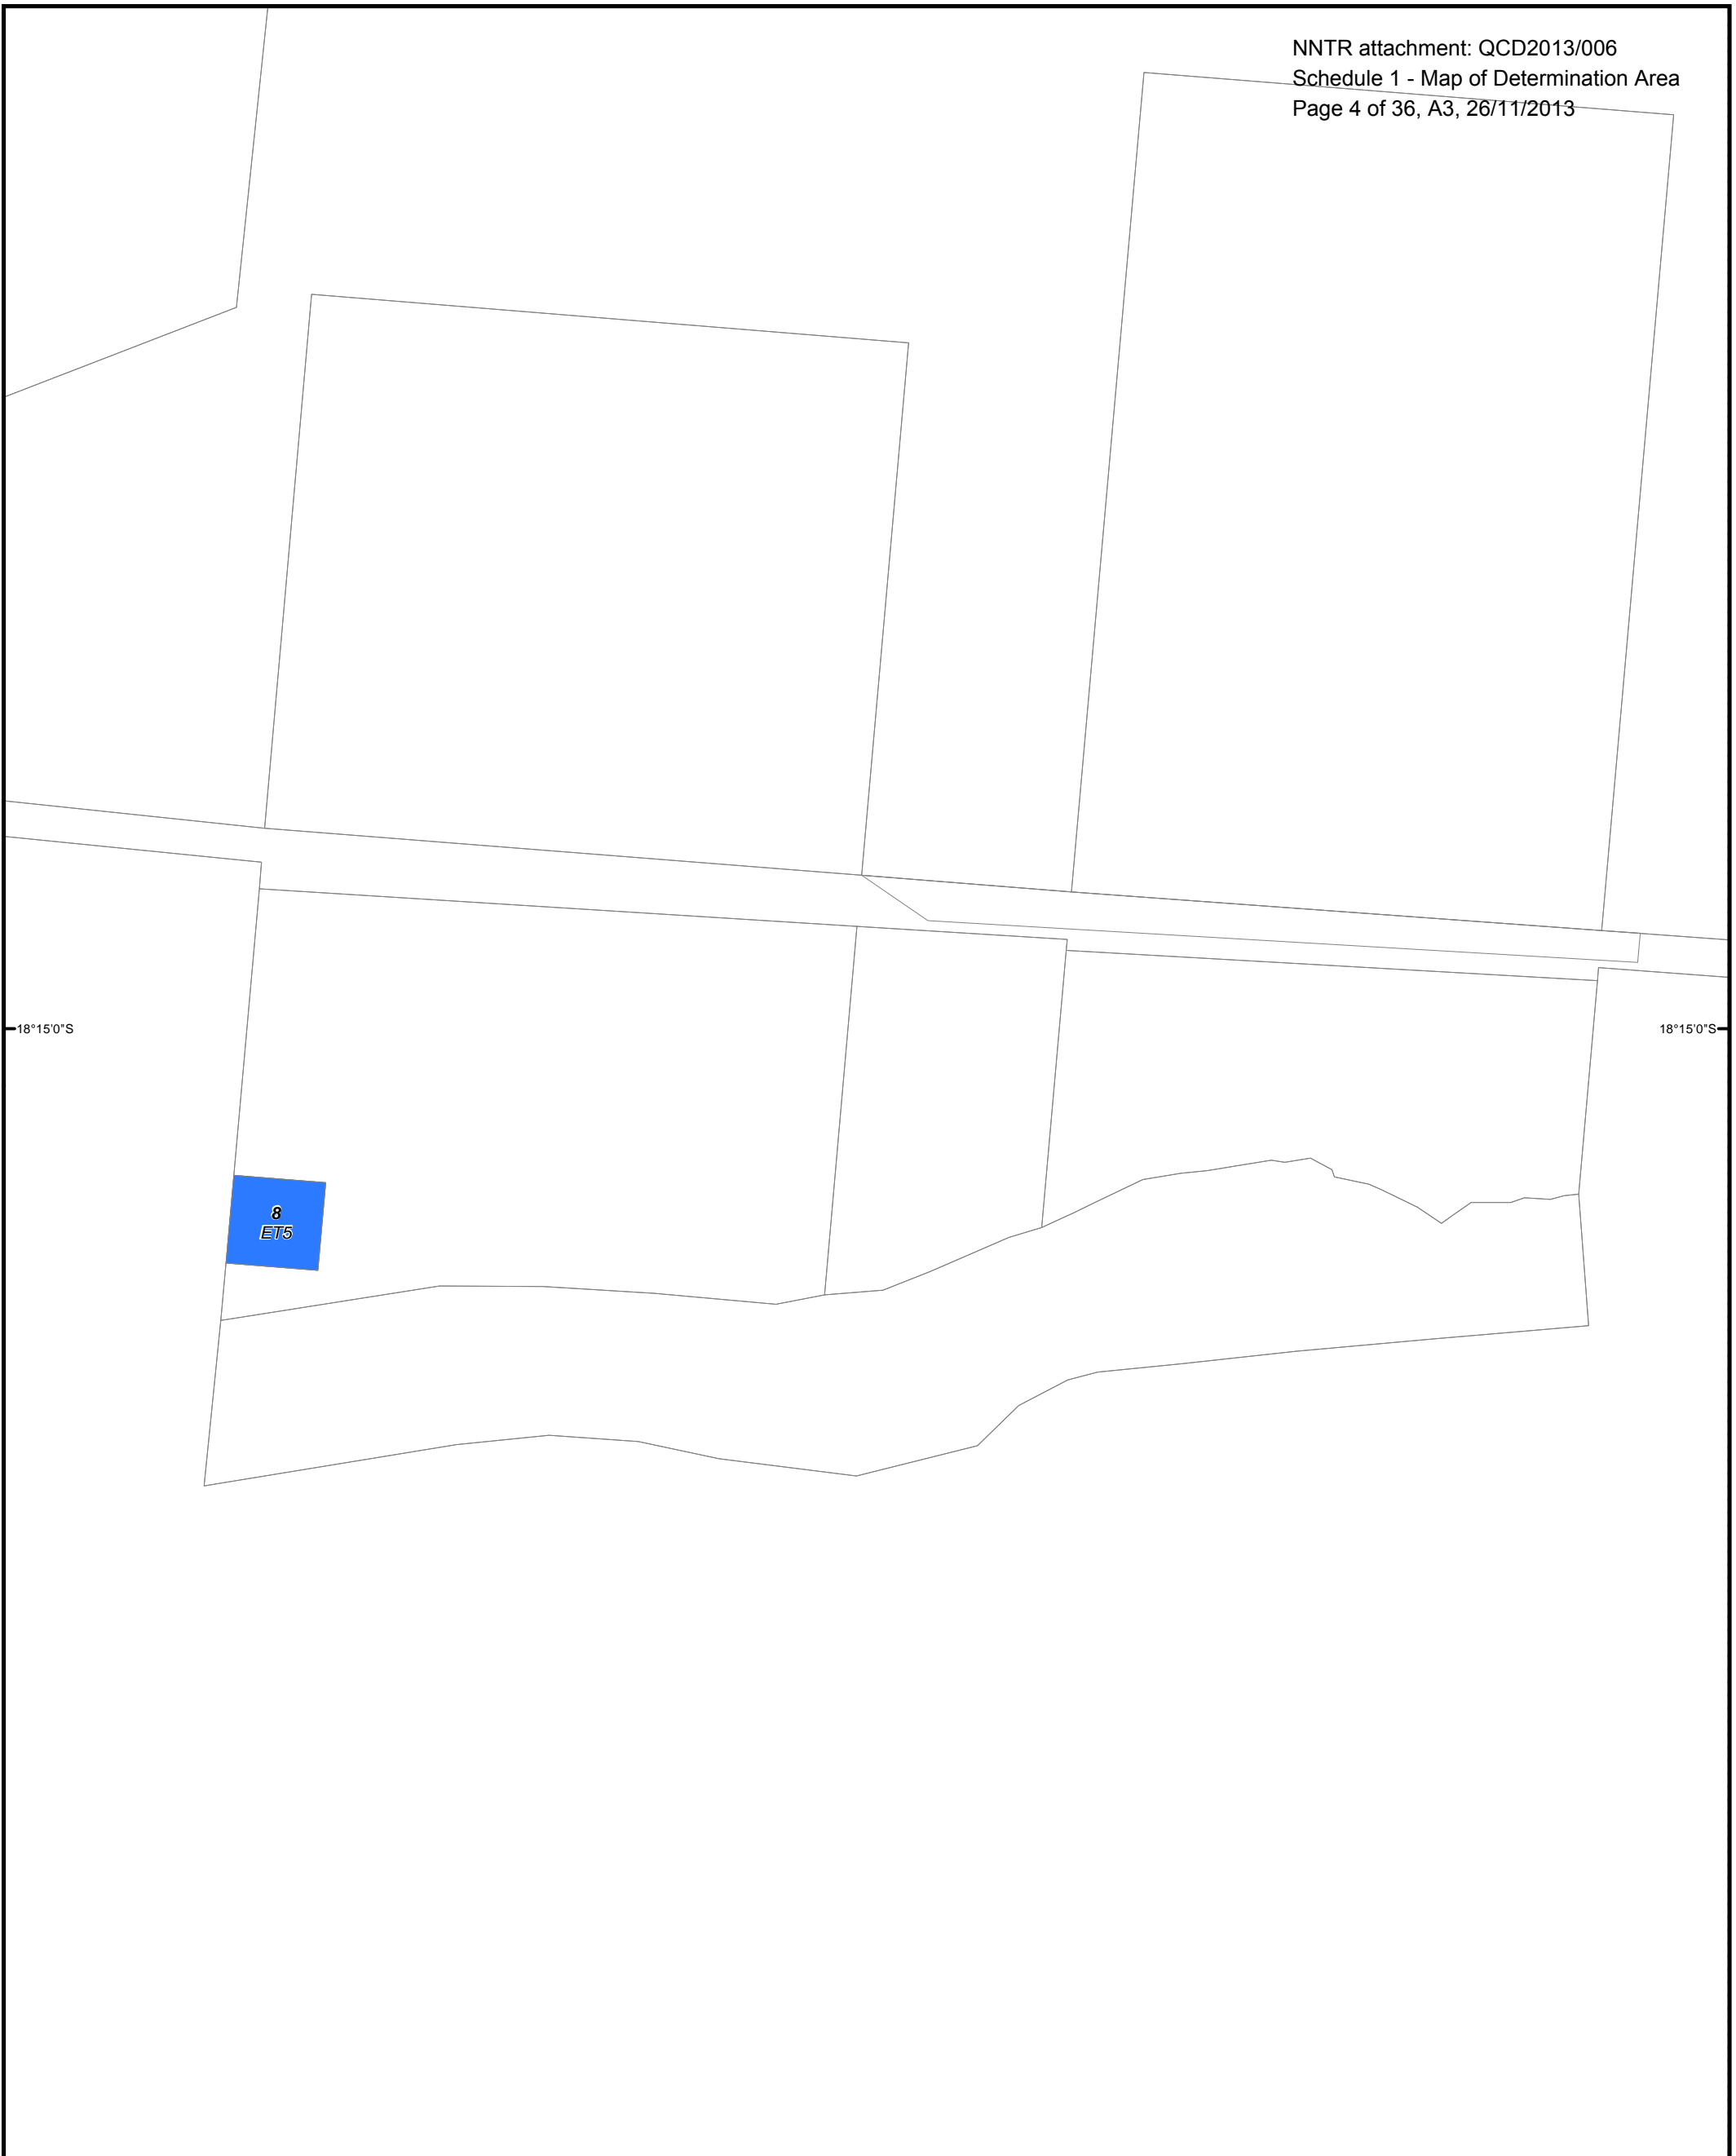 NNTR attachment: QCD2013/006
Schedule 1 - Map of Determination Area
Page 4 of 36, A3, 26/11/2013
18°15'0"S
18°15'0"S
8
ET5